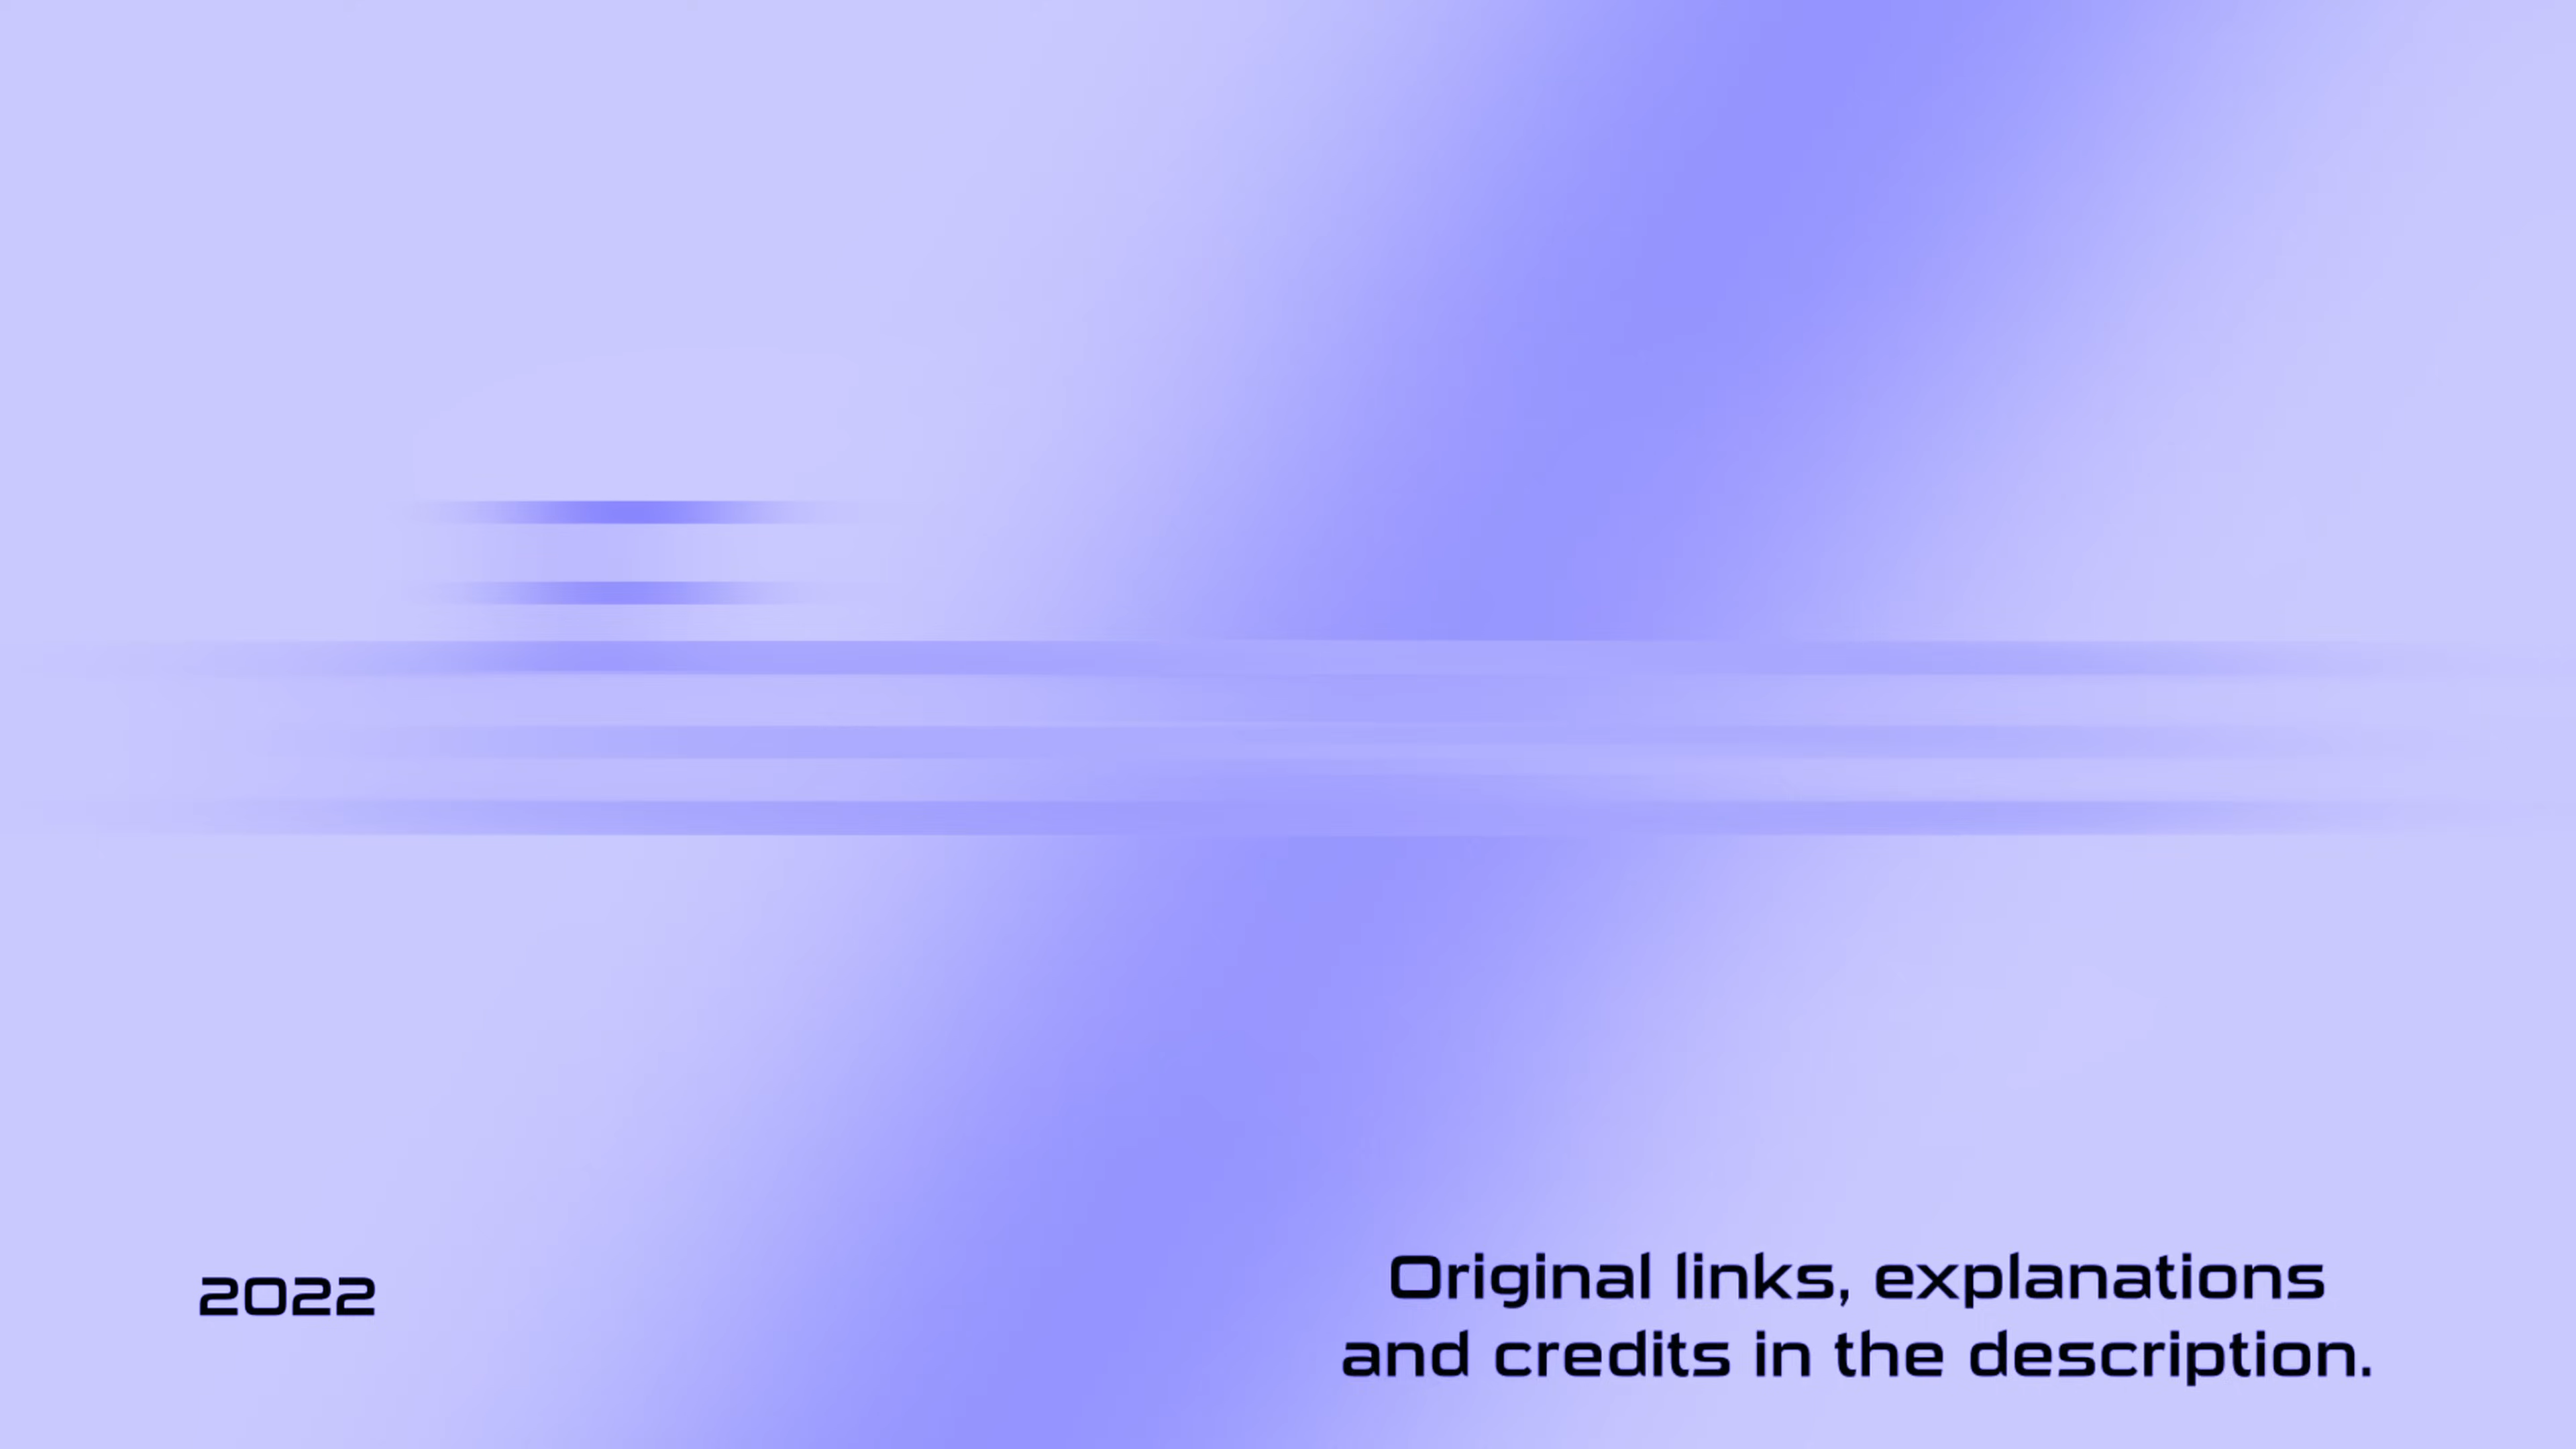 2022
Original links, explanations
and credits in the description.